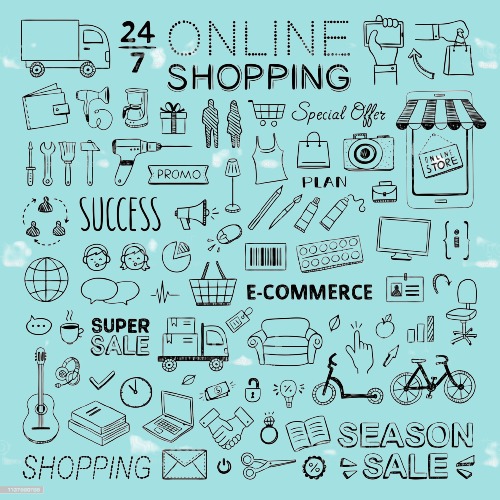 24
7
ONLINE
SHOPPING
Special Offer
PROMO
PLAN
ONLINE
STORE
SUCCESS
E-COMMERCE
SUPER
SALE
SEASON
SALE
SHOPPING